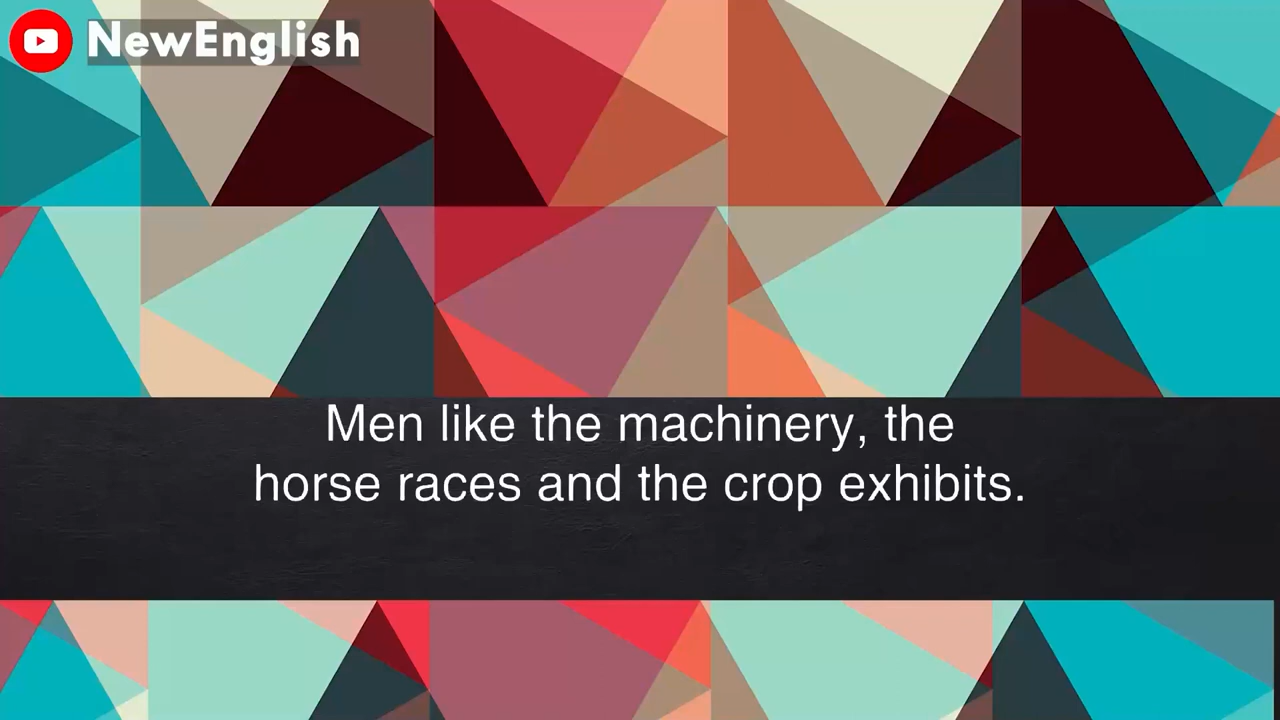 NewEnglish
Men like the machinery, the
horse races and the crop exhibits.